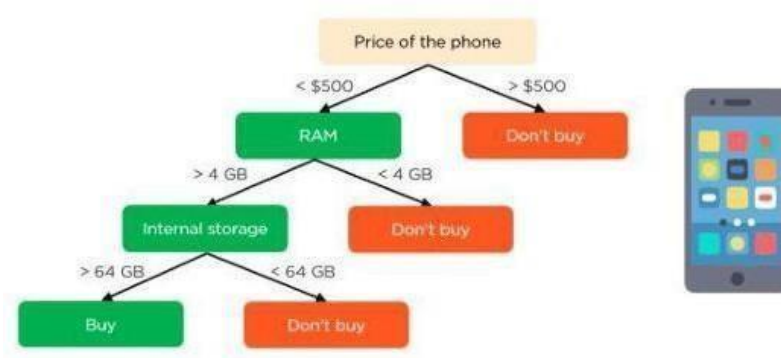 Price of the phone
< $500
> $500
RAM
Don't buy
> 4 GB
< 4 GB
Internal storage
Don't buy
> 64 GB
< 64 GB
Buy
Don't buy